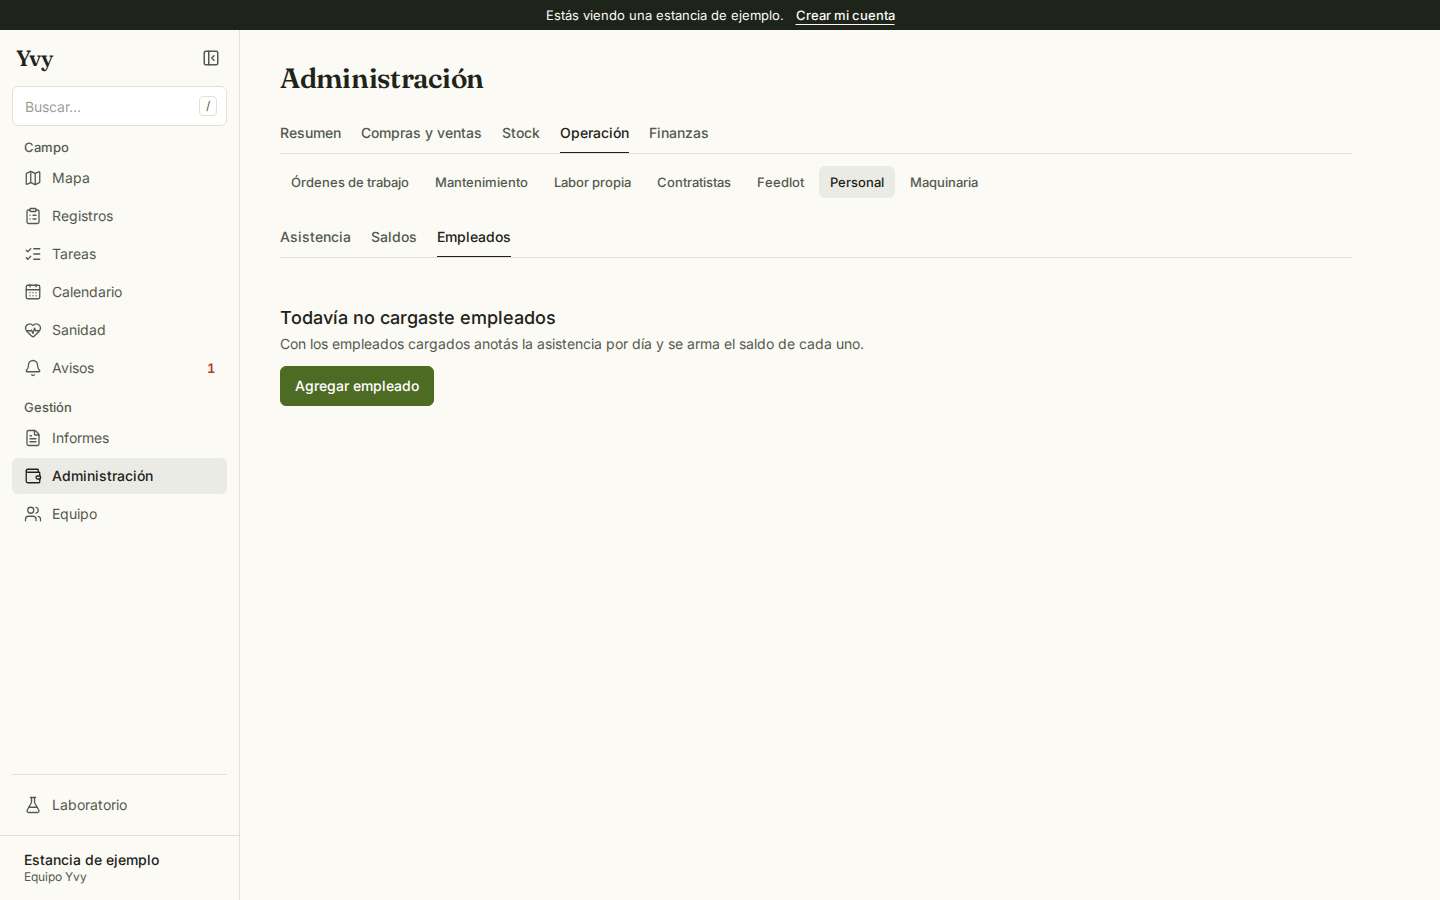 Estás viendo una estancia de ejemplo. Crear mi cuenta
Yvy
Buscar... /
Campo
Mapa
Registros
Tareas
Calendario
Sanidad
Avisos 1
Gestión
Informes
Administración
Equipo
Laboratorio
Estancia de ejemplo
Equipo Yvy
Administración
Resumen Compras y ventas Stock Operación Finanzas
Órdenes de trabajo Mantenimiento Labor propia Contratistas Feedlot Personal Maquinaria
Asistencia Saldos Empleados
Todavía no cargaste empleados
Con los empleados cargados anotás la asistencia por día y se arma el saldo de cada uno.
Agregar empleado